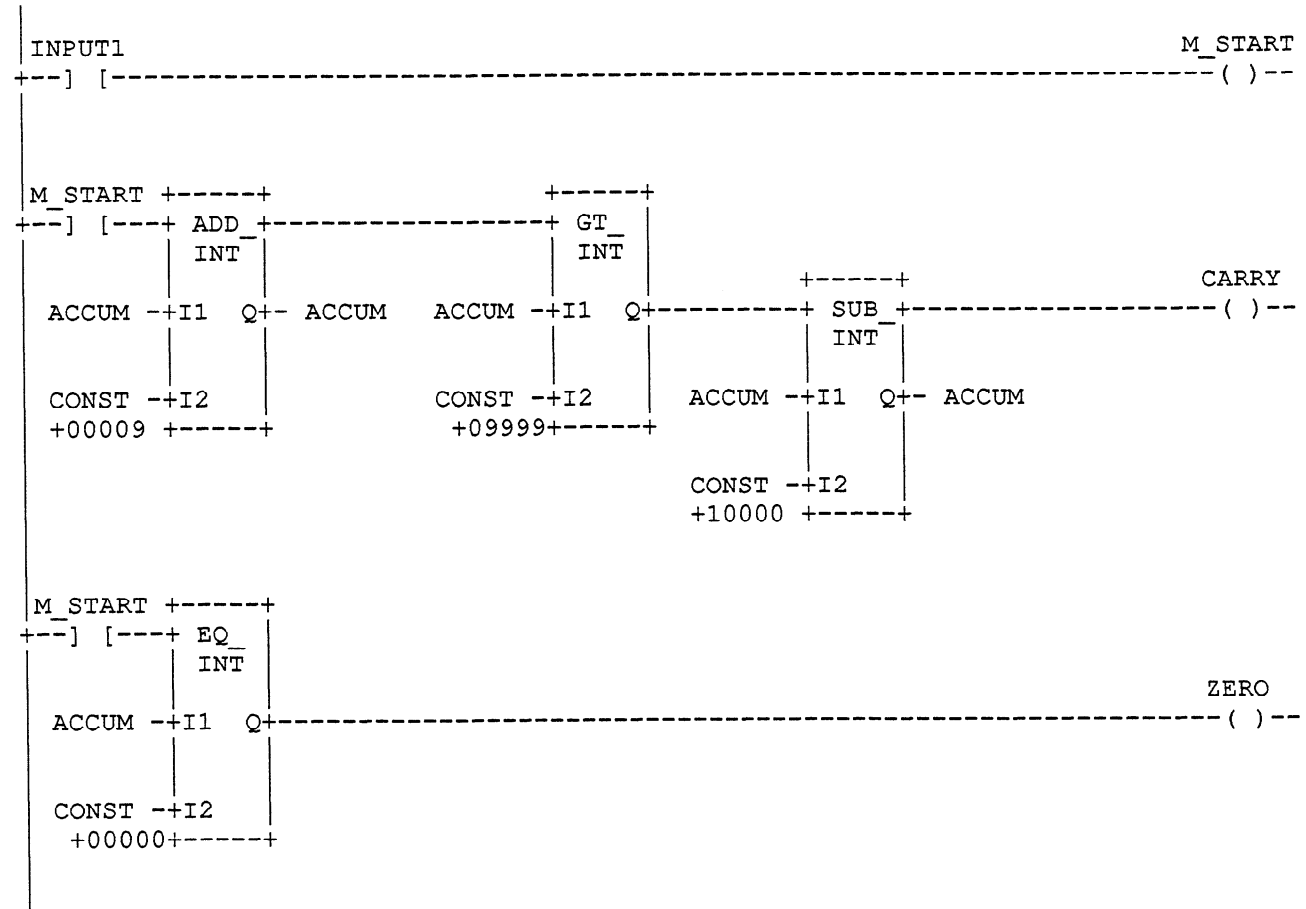 INPUT1 M_START
+--] [--( )--
M_START +------+ +------+
+--] [----+ ADD_+--+ GT_
INT INT
+-----+ CARRY
ACCUM -+I1 Q+- ACCUM ACCUM -+I1 Q+--+ SUB_+--( )--
INT
CONST -+I2 CONST -+I2 ACCUM -+I1 Q+- ACCUM
+00009 +-----+ +09999+------+
CONST -+I2
+10000 +-----+
M_START +------+
+--] [---+ EQ_
INT
ZERO
ACCUM -+I1 Q+--( )--
CONST -+I2
+00000+-----+